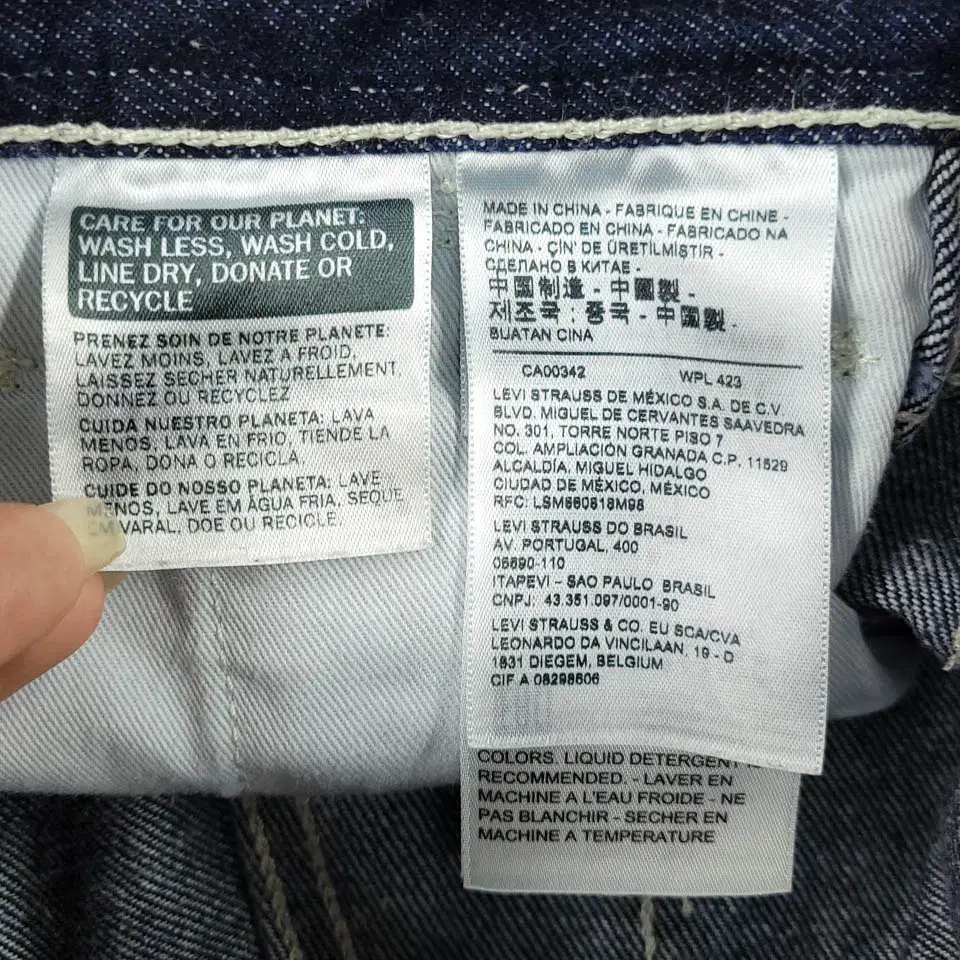 CARE FOR OUR PLANET:
WASH LESS, WASH COLD,
LINE DRY, DONATE OR
RECYCLE
PRENEZ SOIN DE NOTRE PLANETE:
LAVEZ MOINS, LAVEZ A FROID,
LAISSEZ SECHER NATURELLEMENT,
DONNEZ OU RECYCLEZ
CUIDA NUESTRO PLANETA: LAVA
MENOS, LAVA EN FRIO, TIENDE LA
ROPA, DONA O RECICLA
CUIDE DO NOSSO PLANETA: LAVE
MENOS, LAVE EM ÁGUA FRIA, SEQUE
EM VARAL, DOE OU RECICLE.
MADE IN CHINA - FABRIQUE EN CHINE -
FABRICADO EN CHINA - FABRICADO NA
CHINA - ÇİN' DE ÜRETİLMİSTİR -
СДЕЛАНО В КИТАЕ -
中国制造 - 中國製 -
제조국 : 중국 - 中國製 -
BUATAN CINA
CA00342 WPL 423
LEVI STRAUSS DE MÉXICO S.A. DE C.V.
BLVD. MIGUEL DE CERVANTES SAAVEDRA
NO. 301, TORRE NORTE PISO 7
COL. AMPLIACIÓN GRANADA C.P. 11529
ALCALDÍA, MIGUEL HIDALGO
CIUDAD DE MÉXICO, MÉXICO
RFC: LSM860818M98
LEVI STRAUSS DO BRASIL
AV. PORTUGAL, 400
06690-110
ITAPEVI - SAO PAULO BRASIL
CNPJ: 43.351.097/0001-90
LEVI STRAUSS & CO. EU SCA/CVA
LEONARDO DA VINCILAAN, 19 - D
1831 DIEGEM, BELGIUM
CIF A 08298606
COLORS. LIQUID DETERGENT
RECOMMENDED. - LAVER EN
MACHINE A L'EAU FROIDE - NE
PAS BLANCHIR - SECHER EN
MACHINE A TEMPERATURE